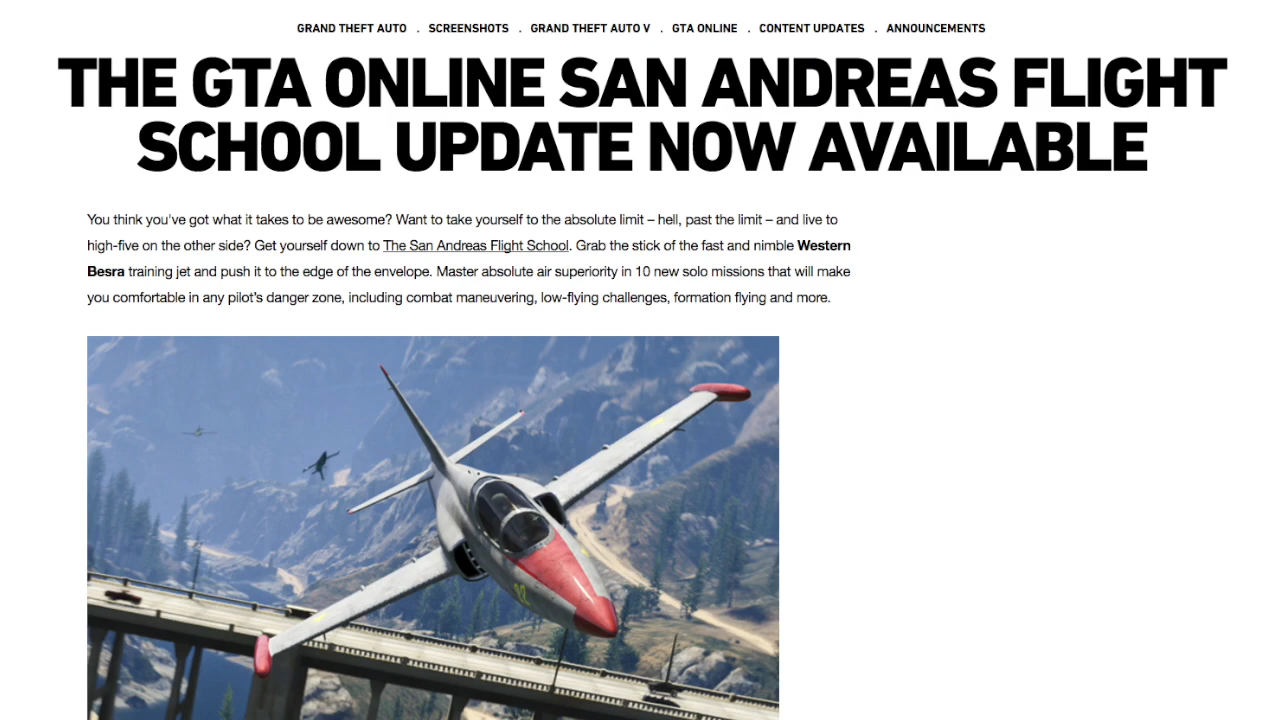 GRAND THEFT AUTO . SCREENSHOTS . GRAND THEFT AUTO V . GTA ONLINE . CONTENT UPDATES . ANNOUNCEMENTS
THE GTA ONLINE SAN ANDREAS FLIGHT
SCHOOL UPDATE NOW AVAILABLE
You think you've got what it takes to be awesome? Want to take yourself to the absolute limit – hell, past the limit – and live to
high-five on the other side? Get yourself down to The San Andreas Flight School. Grab the stick of the fast and nimble Western
Besra training jet and push it to the edge of the envelope. Master absolute air superiority in 10 new solo missions that will make
you comfortable in any pilot's danger zone, including combat maneuvering, low-flying challenges, formation flying and more.
12